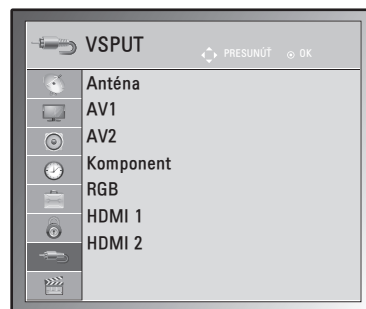 VSPUT
PRESUNÚŤ OK
Anténa
AV1
AV2
Komponent
RGB
HDMI 1
HDMI 2